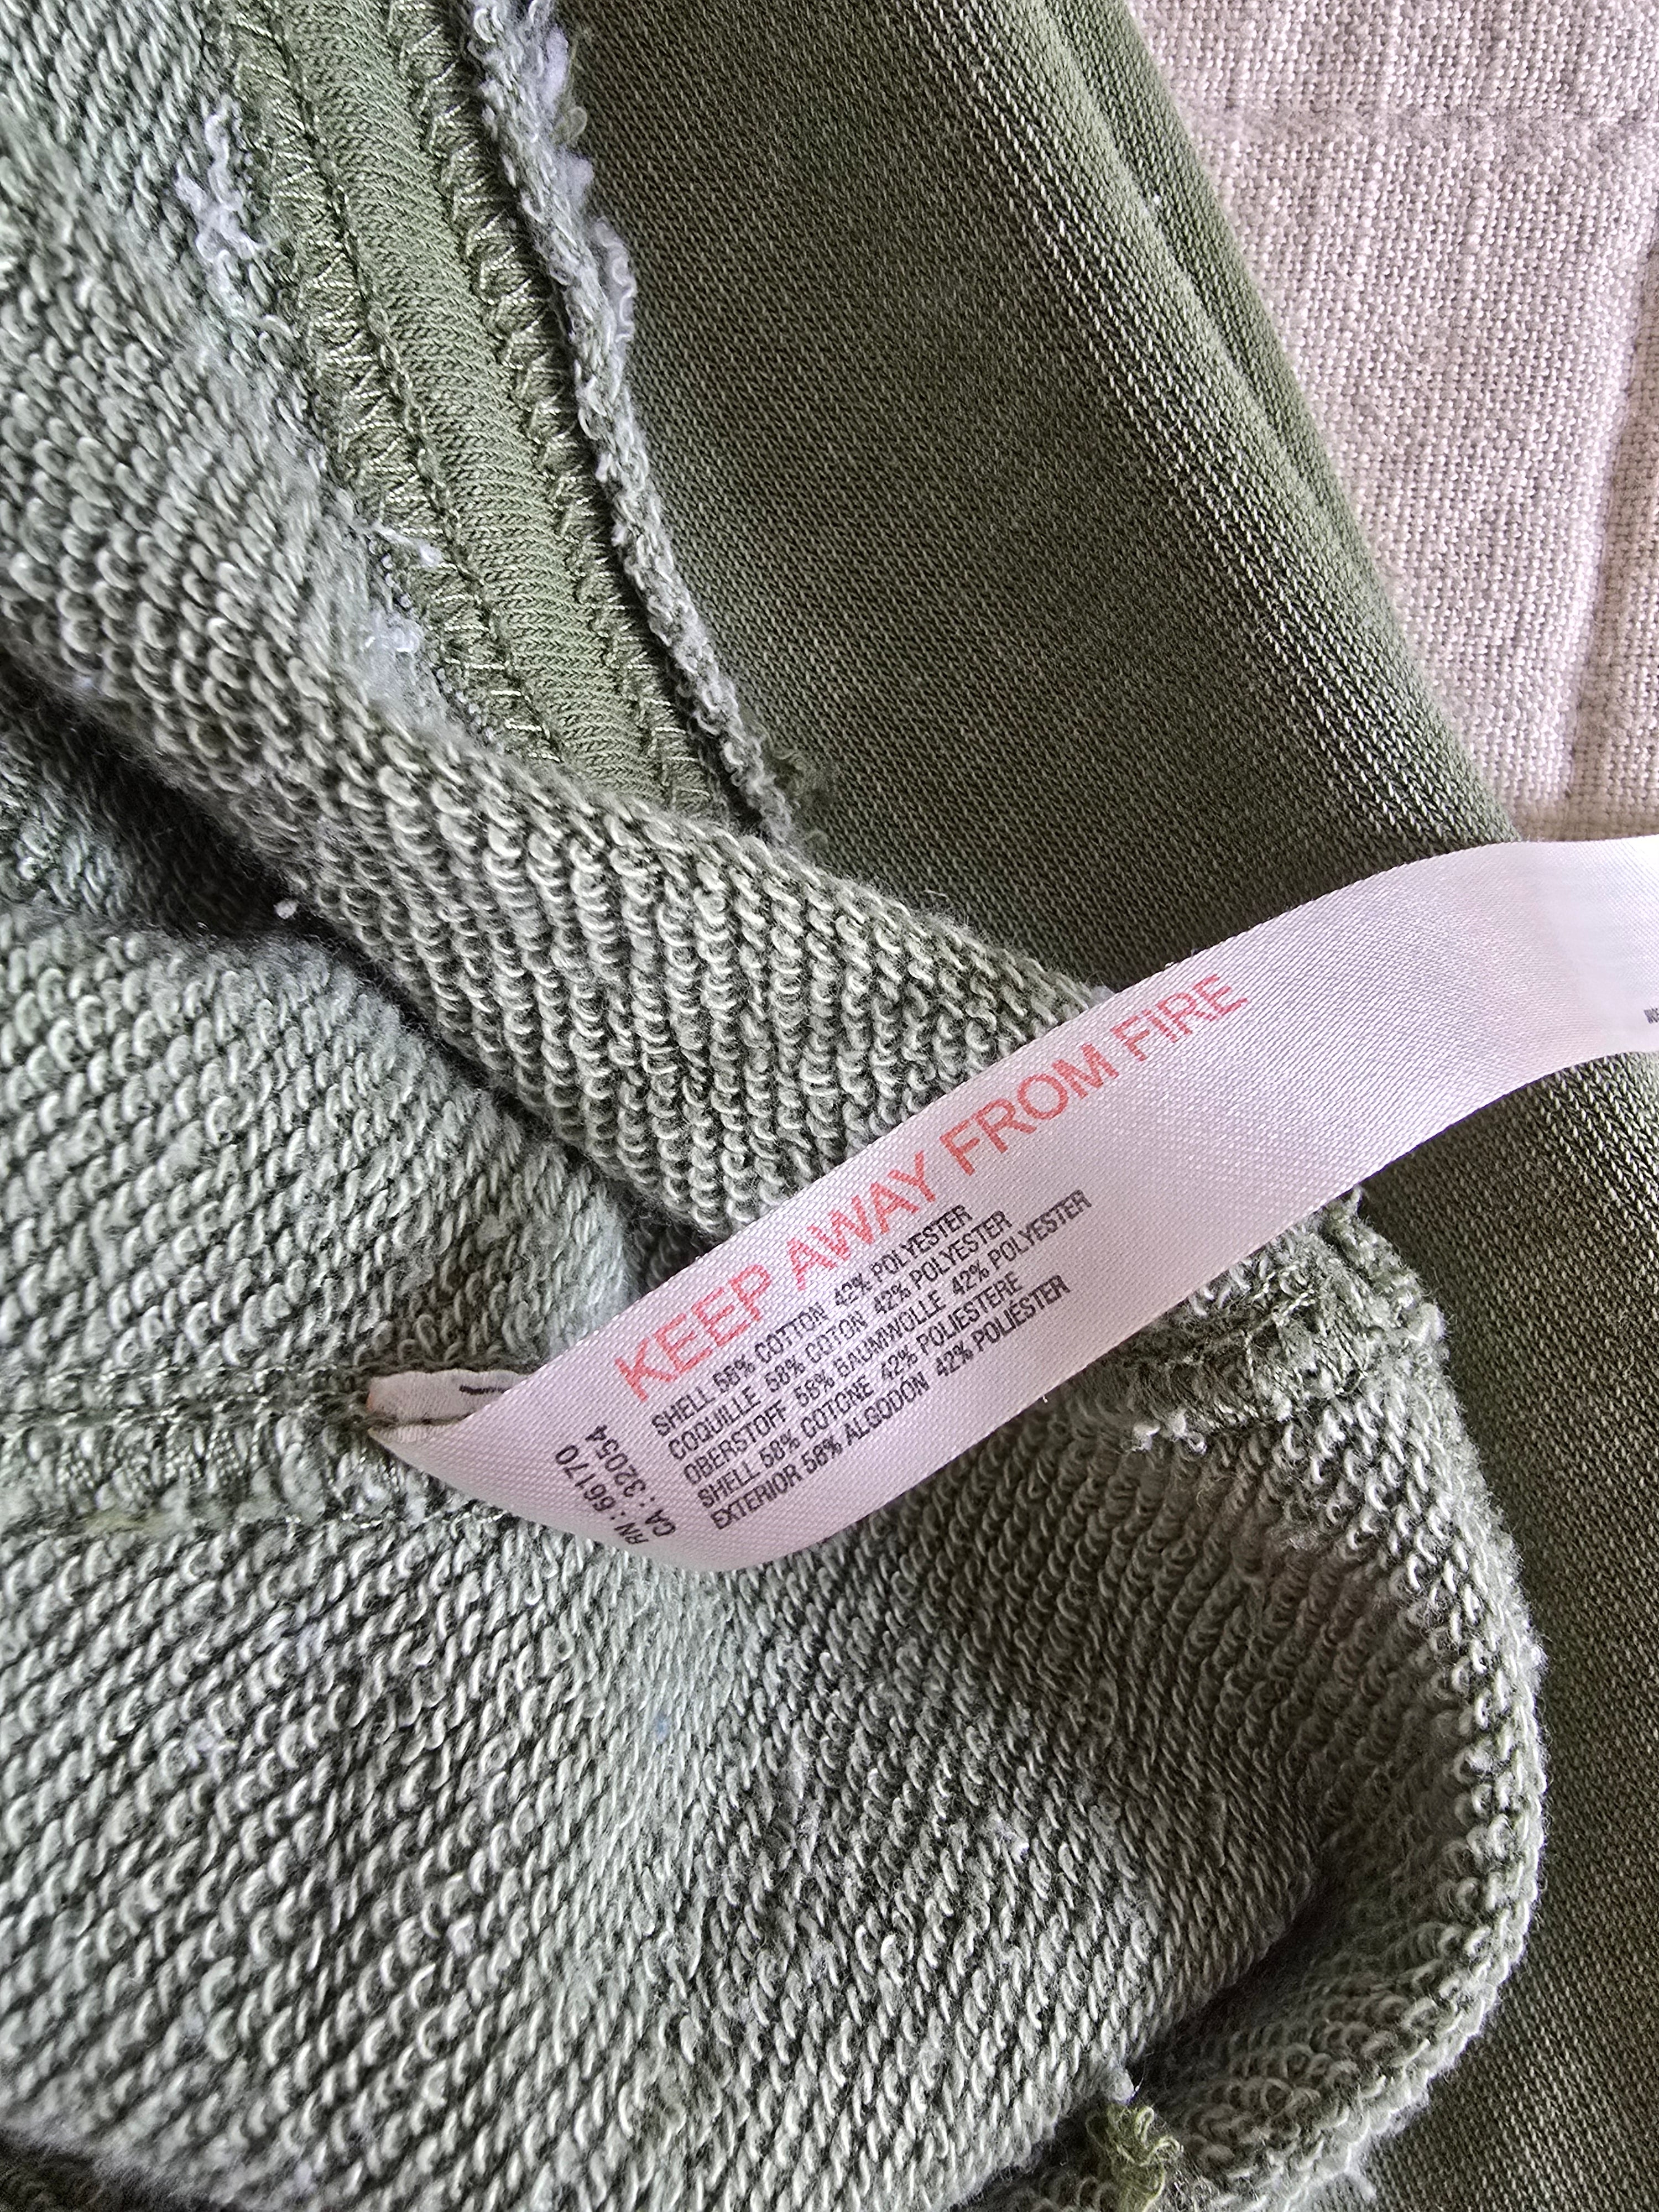 KEEP AWAY FROM FIRE
SHELL 58% COTTON 42% POLYESTER
COQUILLE 58% COTON 42% POLYESTER
OBERSTOFF 58% BAUMWOLLE 42% POLYESTER
SHELL 58% COTONE 42% POLIESTERE
EXTERIOR 58% ALGODON 42% POLIÉSTER
RN : 66170
CA : 32054